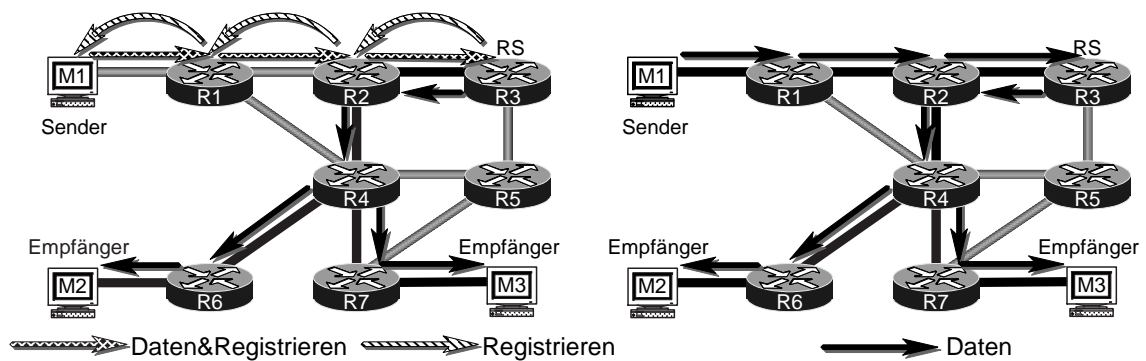 RS
M1
R1
R2
R3
Sender
R4
R5
Empfänger
Empfänger
M2
R6
R7
M3
Daten&Registrieren
Registrieren
RS
M1
R1
R2
R3
Sender
R4
R5
Empfänger
Empfänger
M2
R6
R7
M3
Daten